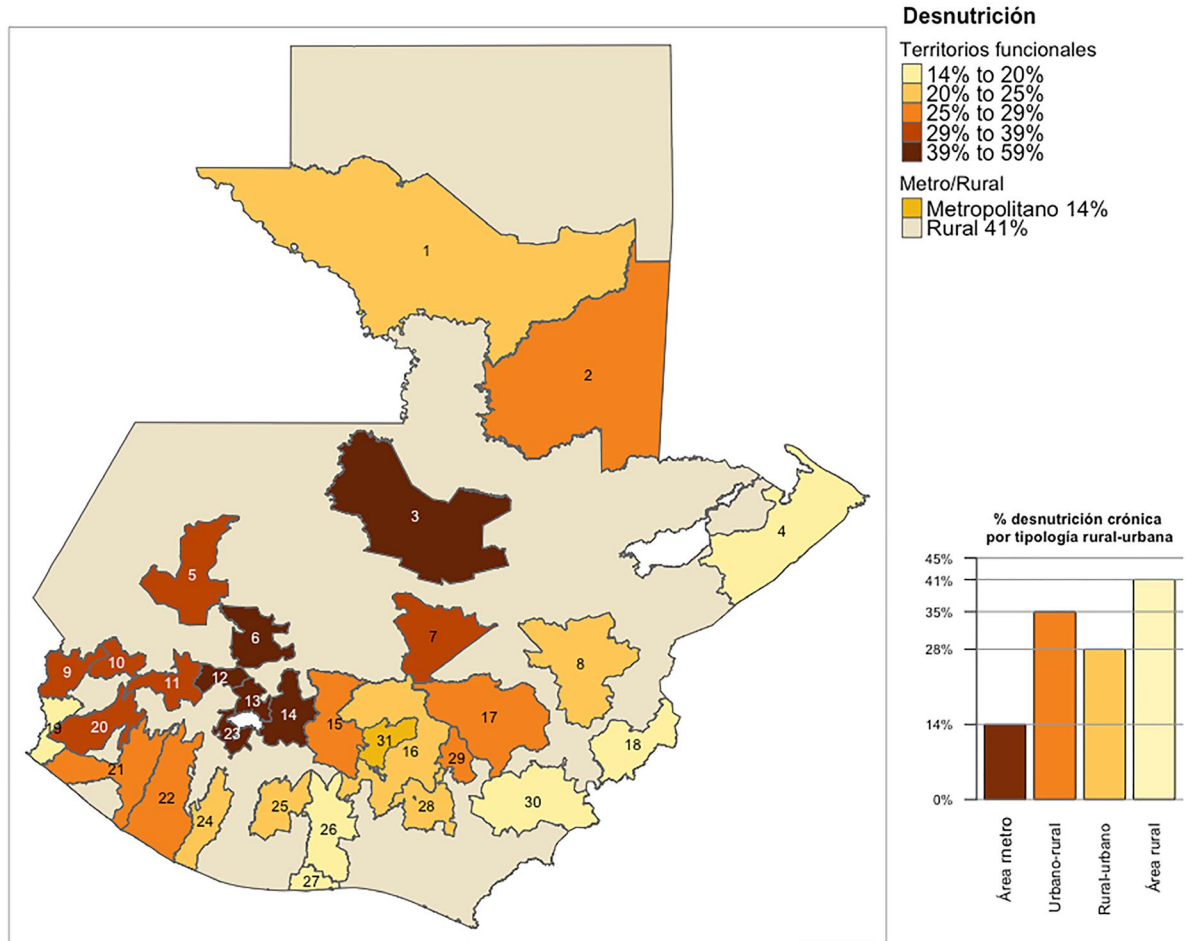 Desnutrición
Territorios funcionales
14% to 20%
20% to 25%
25% to 29%
29% to 39%
39% to 59%
Metro/Rural
Metropolitano 14%
Rural 41%
1
2
3
4
5
6
7
8
9
10
11
12
13
14
15
16
17
18
19
20
21
22
23
24
25
26
27
28
29
30
31
% desnutrición crónica
por tipología rural-urbana
45%
41%
35%
28%
14%
0%
Área metro
Urbano-rural
Rural-urbano
Área rural